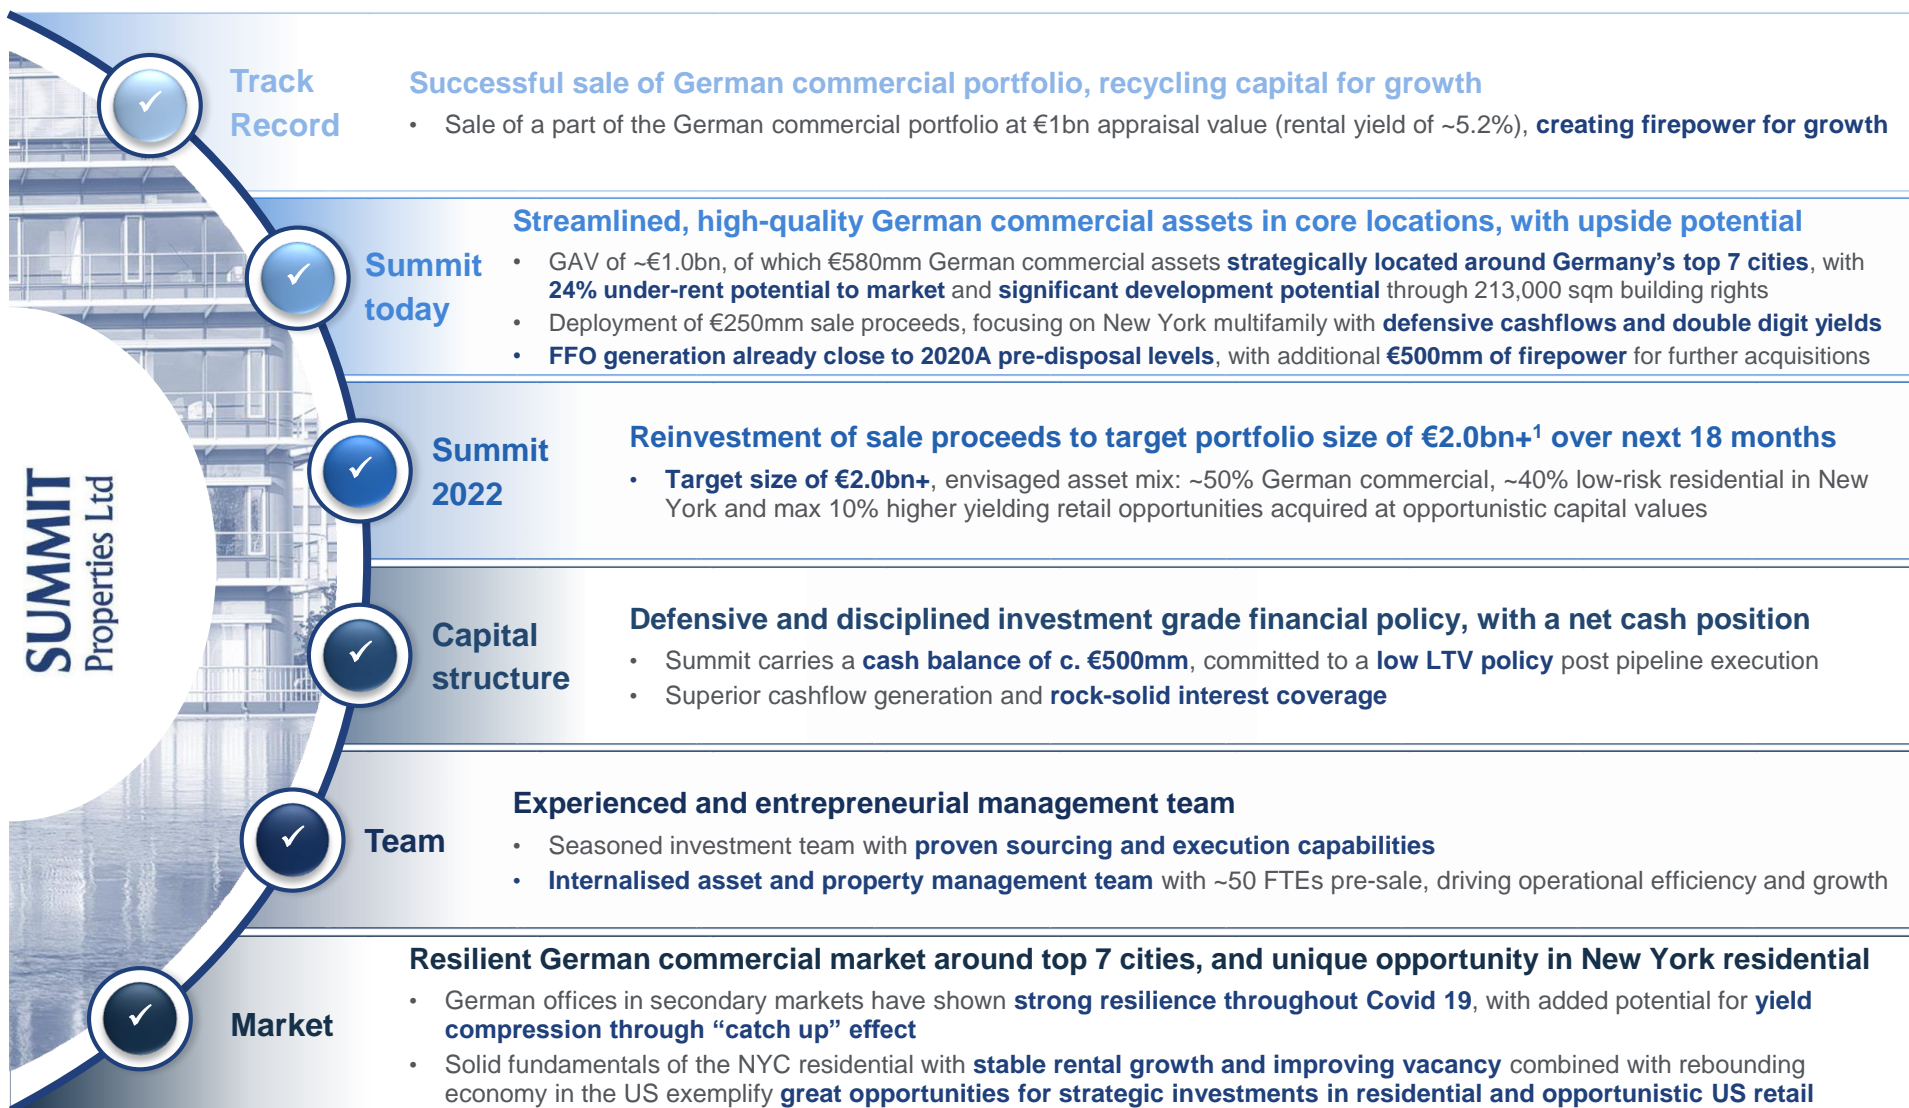 SUMMIT
Properties Ltd
Track
Record
Successful sale of German commercial portfolio, recycling capital for growth
• Sale of a part of the German commercial portfolio at €1bn appraisal value (rental yield of ~5.2%), creating firepower for growth
Summit
today
Streamlined, high-quality German commercial assets in core locations, with upside potential
• GAV of ~€1.0bn, of which €580mm German commercial assets strategically located around Germany's top 7 cities, with
24% under-rent potential to market and significant development potential through 213,000 sqm building rights
• Deployment of €250mm sale proceeds, focusing on New York multifamily with defensive cashflows and double digit yields
• FFO generation already close to 2020A pre-disposal levels, with additional €500mm of firepower for further acquisitions
Summit
2022
Reinvestment of sale proceeds to target portfolio size of €2.0bn+¹ over next 18 months
• Target size of €2.0bn+, envisaged asset mix: ~50% German commercial, ~40% low-risk residential in New
York and max 10% higher yielding retail opportunities acquired at opportunistic capital values
Capital
structure
Defensive and disciplined investment grade financial policy, with a net cash position
• Summit carries a cash balance of c. €500mm, committed to a low LTV policy post pipeline execution
• Superior cashflow generation and rock-solid interest coverage
Team
Experienced and entrepreneurial management team
• Seasoned investment team with proven sourcing and execution capabilities
• Internalised asset and property management team with ~50 FTEs pre-sale, driving operational efficiency and growth
Market
Resilient German commercial market around top 7 cities, and unique opportunity in New York residential
• German offices in secondary markets have shown strong resilience throughout Covid 19, with added potential for yield
compression through “catch up” effect
• Solid fundamentals of the NYC residential with stable rental growth and improving vacancy combined with rebounding
economy in the US exemplify great opportunities for strategic investments in residential and opportunistic US retail